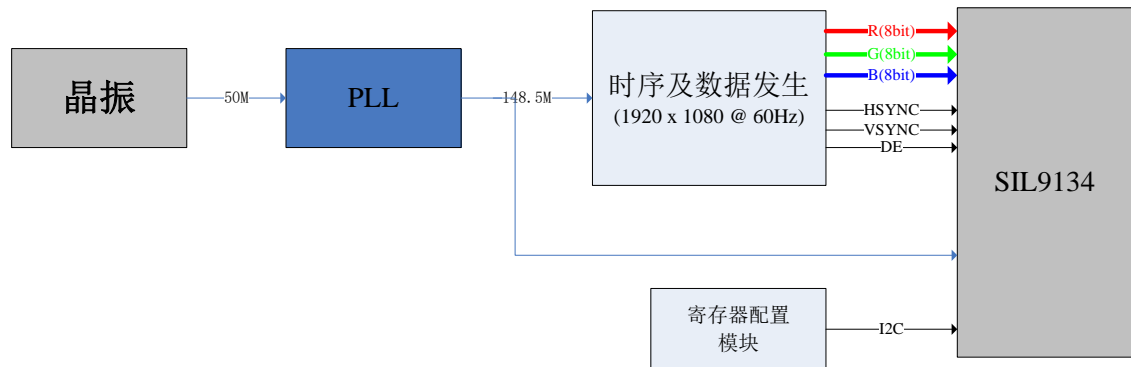 晶振
50M
PLL
148.5M
时序及数据发生
(1920 x 1080 @ 60Hz)
R(8bit)
G(8bit)
B(8bit)
HSYNC
VSYNC
DE
SIL9134
寄存器配置
模块
I2C